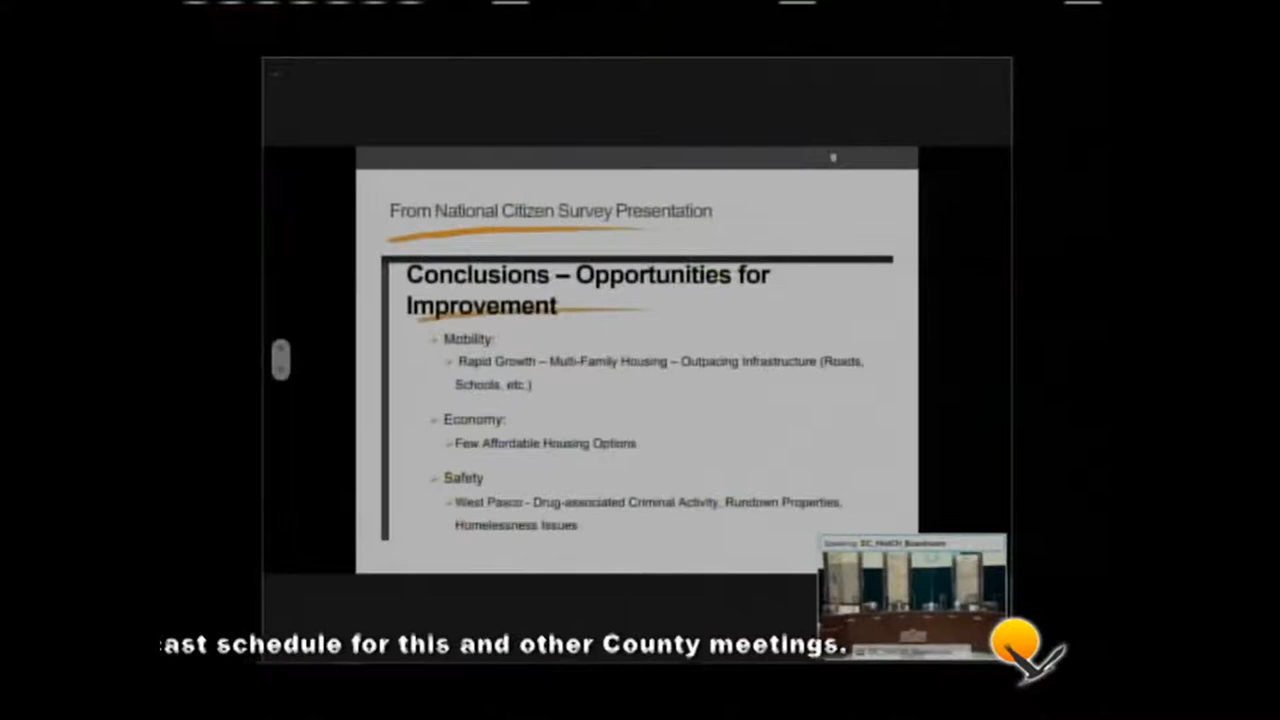 From National Citizen Survey Presentation
Conclusions – Opportunities for
Improvement
Mobility:
Rapid Growth – Multi-Family Housing – Outpacing Infrastructure (Roads,
Schools, etc.)
Economy:
Few Affordable Housing Options
Safety
West Pasco - Drug-associated Criminal Activity, Rundown Properties,
Homelessness Issues
Speaking:
ast schedule for this and other County meetings.